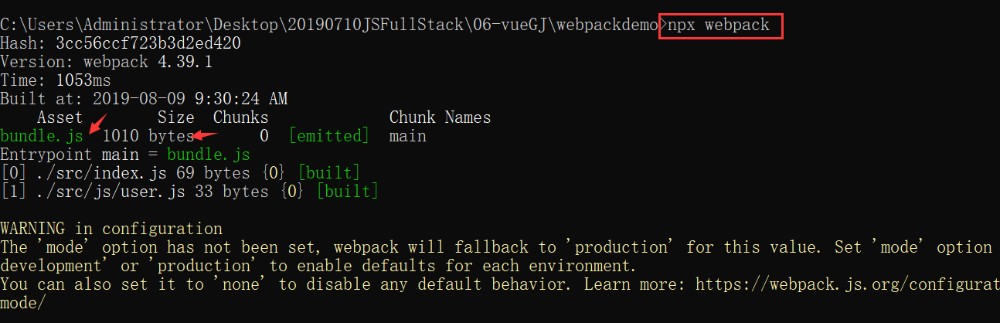 C:\Users\Administrator\Desktop\20190710JSFullStack\06-vueGJ\webpackdemo>npx webpack
Hash: 3cc56ccf723b3d2ed420
Version: webpack 4.39.1
Time: 1053ms
Built at: 2019-08-09 9:30:24 AM
Asset Size Chunks Chunk Names
bundle.js 1010 bytes 0 [emitted] main
Entrypoint main = bundle.js
[0] ./src/index.js 69 bytes {0} [built]
[1] ./src/js/user.js 33 bytes {0} [built]
WARNING in configuration
The 'mode' option has not been set, webpack will fallback to 'production' for this value. Set 'mode' option
development' or 'production' to enable defaults for each environment.
You can also set it to 'none' to disable any default behavior. Learn more: https://webpack.js.org/configurat
mode/